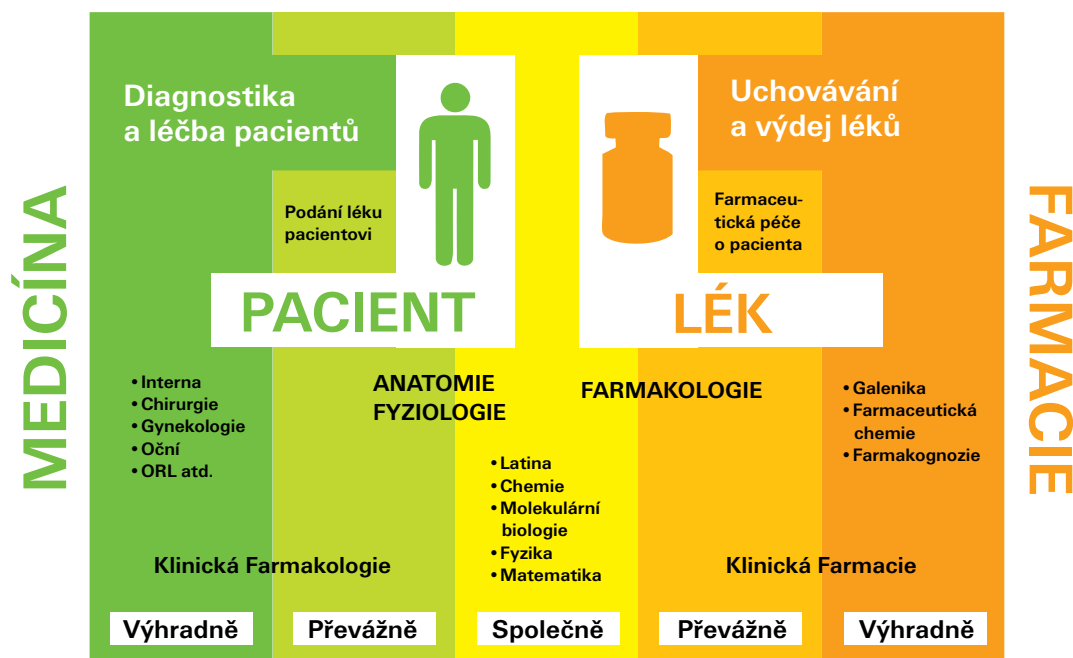 MEDICÍNA
Diagnostika
a léčba pacientů
Uchovávání
a výdej léků
FARMACIE
Podání léku
pacientovi
Farmaceu-
tická péče
o pacienta
PACIENT
LÉK
• Interna
• Chirurgie
• Gynekologie
• Oční
• ORL atd.
ANATOMIE
FYZIOLOGIE
FARMAKOLOGIE
• Galenika
• Farmaceutická
chemie
• Farmakognozie
• Latina
• Chemie
• Molekulární
biologie
• Fyzika
• Matematika
Klinická Farmakologie
Klinická Farmacie
Výhradně
Převážně
Společně
Převážně
Výhradně